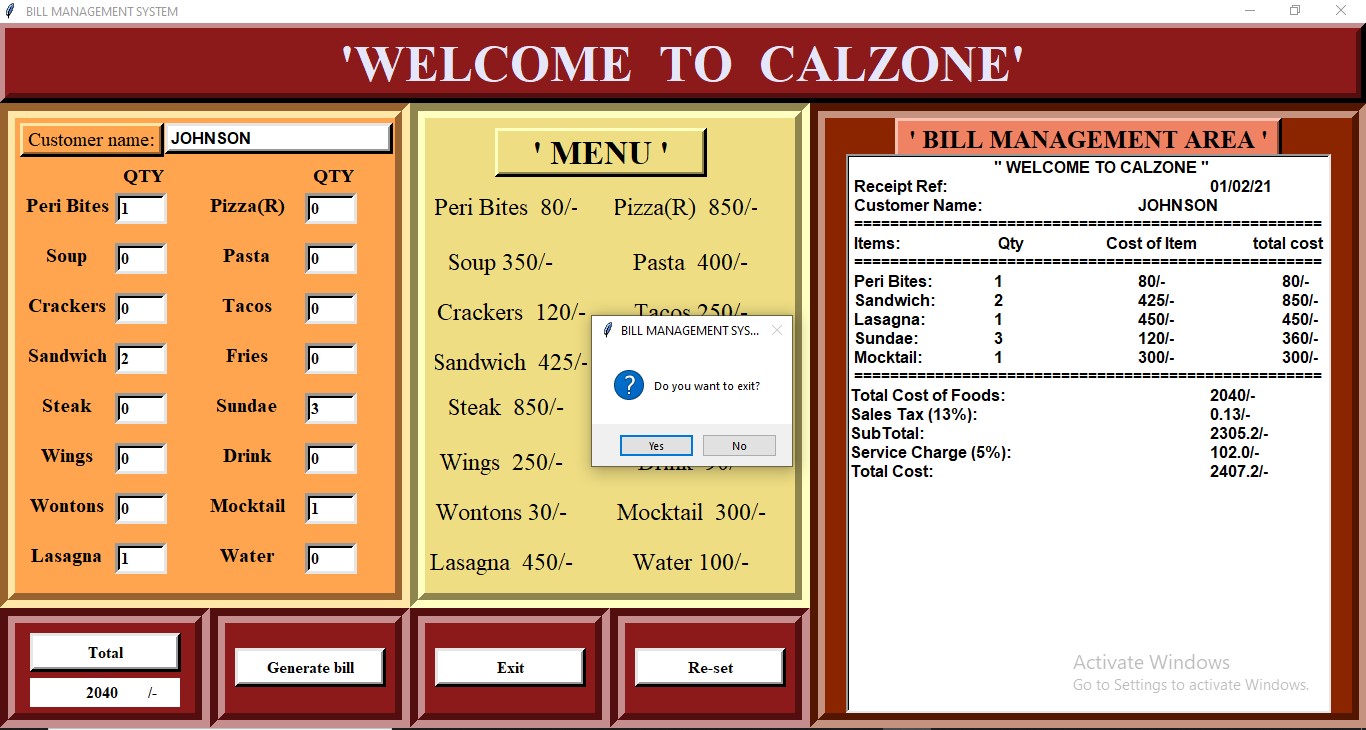 BILL MANAGEMENT SYSTEM
'WELCOME TO CALZONE'
Customer name: JOHNSON
QTY QTY
Peri Bites 1 Pizza(R) 0
Soup 0 Pasta 0
Crackers 0 Tacos 0
Sandwich 2 Fries 0
Steak 0 Sundae 3
Wings 0 Drink 0
Wontons 0 Mocktail 1
Lasagna 1 Water 0
' MENU '
Peri Bites 80/- Pizza(R) 850/-
Soup 350/- Pasta 400/-
Crackers 120/- Tacos 250/-
Sandwich 425/-
Steak 850/-
Wings 250/- Drink 90/-
Wontons 30/- Mocktail 300/-
Lasagna 450/- Water 100/-
BILL MANAGEMENT SYS...
? Do you want to exit?
Yes No
' BILL MANAGEMENT AREA '
" WELCOME TO CALZONE "
Receipt Ref: 01/02/21
Customer Name: JOHNSON
Items: Qty Cost of Item total cost
Peri Bites: 1 80/- 80/-
Sandwich: 2 425/- 850/-
Lasagna: 1 450/- 450/-
Sundae: 3 120/- 360/-
Mocktail: 1 300/- 300/-
Total Cost of Foods: 2040/-
Sales Tax (13%): 0.13/-
SubTotal: 2305.2/-
Service Charge (5%): 102.0/-
Total Cost: 2407.2/-
Total
2040 /-
Generate bill
Exit
Re-set
Activate Windows
Go to Settings to activate Windows.